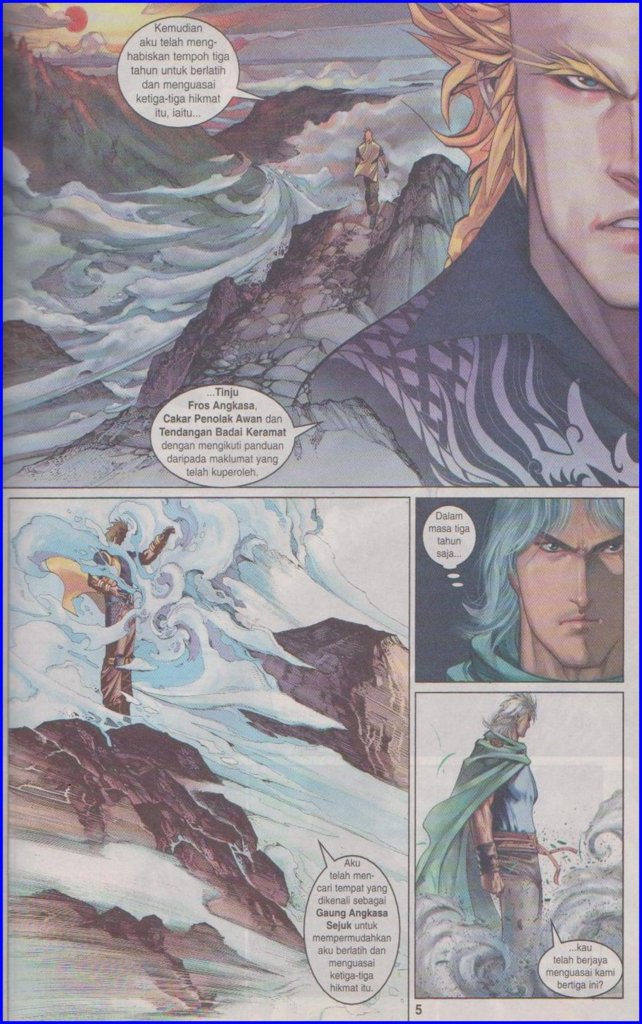 Kemudian
aku telah meng-
habiskan tempoh tiga
tahun untuk berlatih
dan menguasai
ketiga-tiga hikmat
itu, iaitu...
...Tinju
Fros Angkasa,
Cakar Penolak Awan dan
Tendangan Badai Keramat
dengan mengikuti panduan
daripada maklumat yang
telah kuperoleh.
Aku
telah men-
cari tempat yang
dikenali sebagai
Gaung Angkasa
Sejuk untuk
mempermudahkan
aku berlatih dan
menguasai
ketiga-tiga
hikmat itu.
Dalam
masa tiga
tahun
saja...
...kau
telah berjaya
menguasai kami
bertiga ini?
5